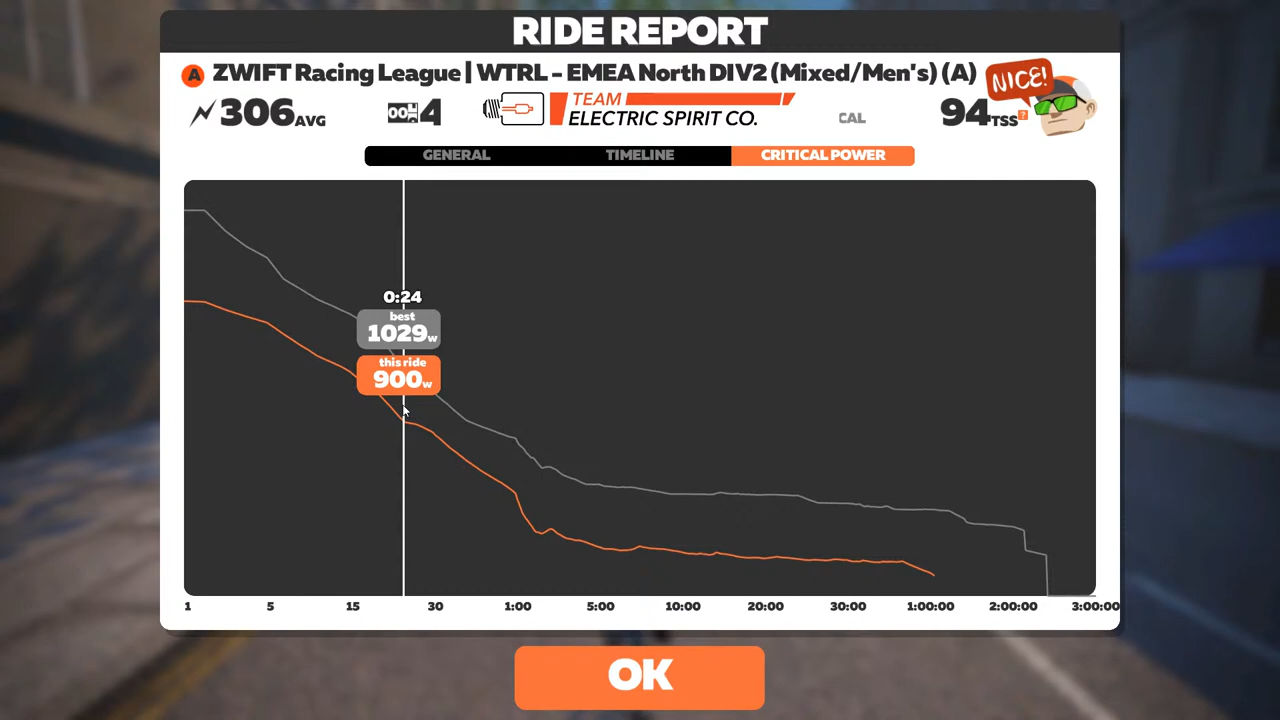 RIDE REPORT
A ZWIFT Racing League | WTRL - EMEA North DIV2 (Mixed/Men's) (A)
NICE!
306AVG
4
TEAM
ELECTRIC SPIRIT CO.
CAL
94TSS?
GENERAL TIMELINE CRITICAL POWER
0:24
best
1029w
this ride
900w
1 5 15 30 1:00 5:00 10:00 20:00 30:00 1:00:00 2:00:00 3:00:00
OK